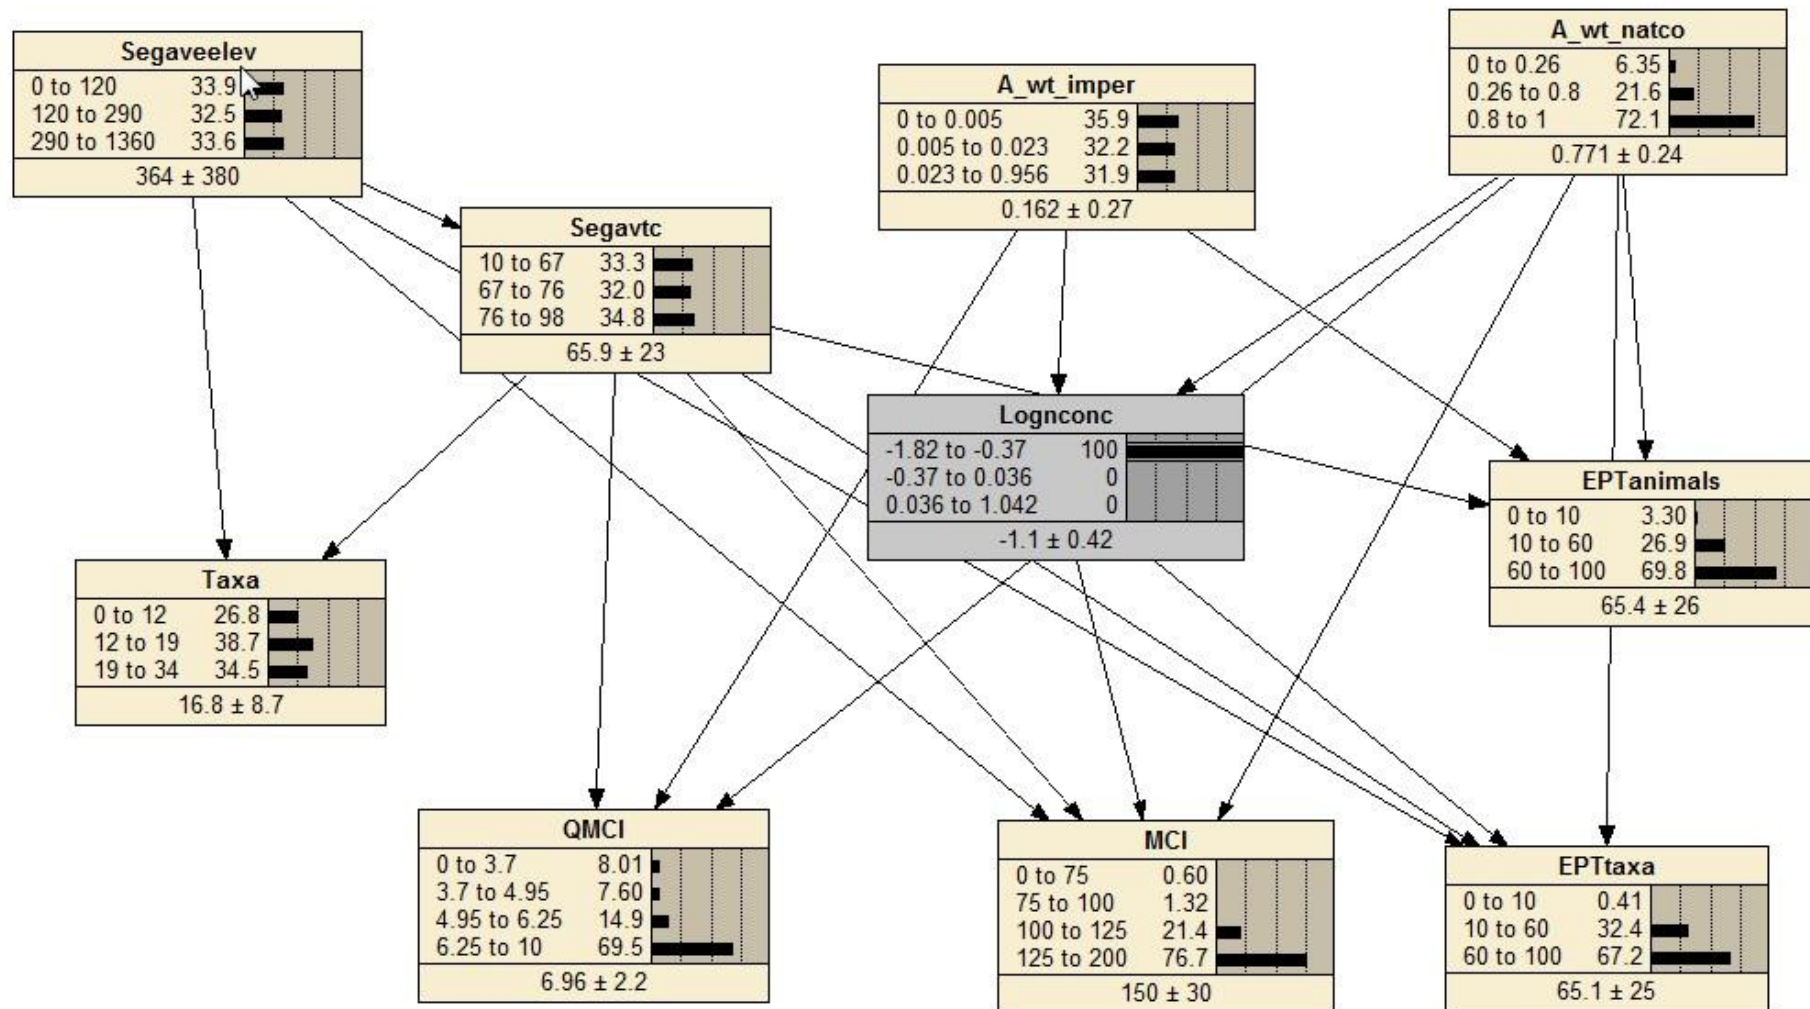 Segaveelev
0 to 120 33.9
120 to 290 32.5
290 to 1360 33.6
364 ± 380
A_wt_imper
0 to 0.005 35.9
0.005 to 0.023 32.2
0.023 to 0.956 31.9
0.162 ± 0.27
A_wt_natco
0 to 0.26 6.35
0.26 to 0.8 21.6
0.8 to 1 72.1
0.771 ± 0.24
Segavtc
10 to 67 33.3
67 to 76 32.0
76 to 98 34.8
65.9 ± 23
Lognconc
-1.82 to -0.37 100
-0.37 to 0.036 0
0.036 to 1.042 0
-1.1 ± 0.42
EPTanimals
0 to 10 3.30
10 to 60 26.9
60 to 100 69.8
65.4 ± 26
Taxa
0 to 12 26.8
12 to 19 38.7
19 to 34 34.5
16.8 ± 8.7
QMCI
0 to 3.7 8.01
3.7 to 4.95 7.60
4.95 to 6.25 14.9
6.25 to 10 69.5
6.96 ± 2.2
MCI
0 to 75 0.60
75 to 100 1.32
100 to 125 21.4
125 to 200 76.7
150 ± 30
EPTtaxa
0 to 10 0.41
10 to 60 32.4
60 to 100 67.2
65.1 ± 25